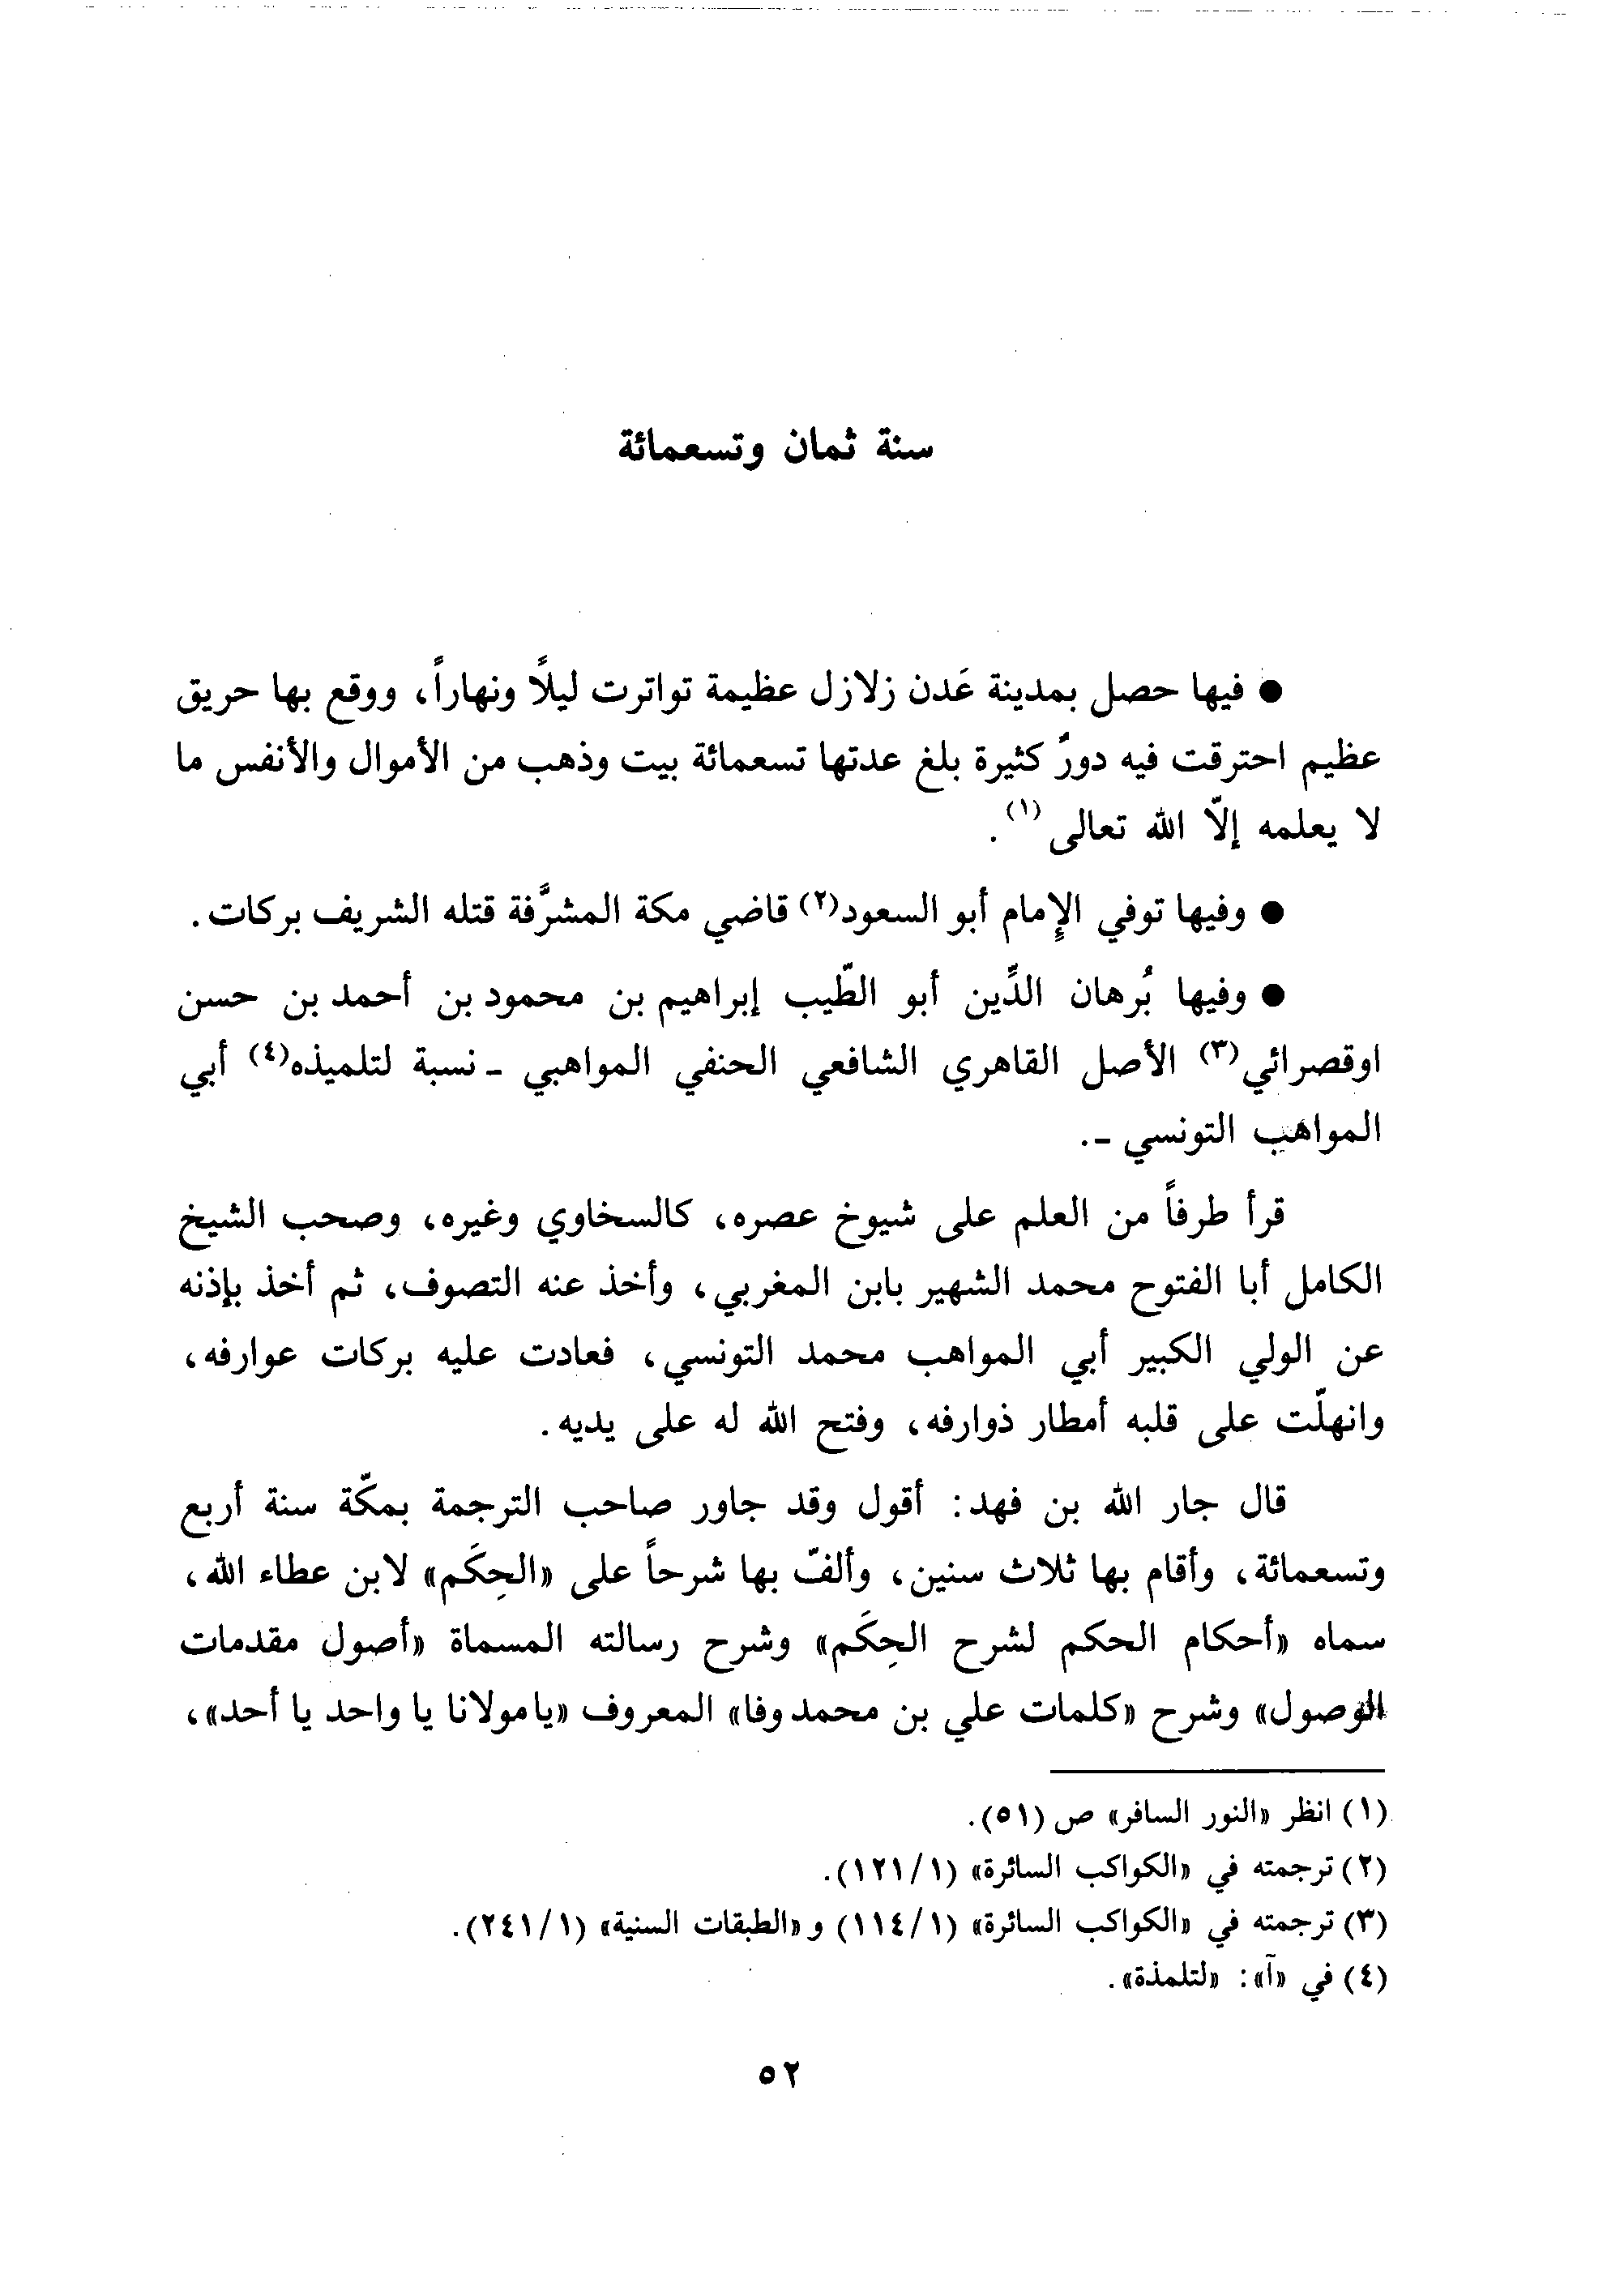 سنة ثمان وتسعمائة
● فيها حصل بمدينة عَدن زلازل عظيمة تواترت ليلاً ونهاراً، ووقع بها حريق
عظيم احترقت فيه دورٌ كثيرة بلغ عدتها تسعمائة بيت وذهب من الأموال والأنفس ما
لا يعلمه إلّا الله تعالى (١).
● وفيها توفي الإمام أبو السعود(٢) قاضي مكة المشرَّفة قتله الشريف بركات.
● وفيها بُرهان الدِّين أبو الطّيب إبراهيم بن محمود بن أحمد بن حسن
اوقصرائي(٣) الأصل القاهري الشافعي الحنفي المواهبي ـ نسبة لتلميذه(٤) أبي
المواهب التونسي ـ.
قرأ طرفاً من العلم على شيوخ عصره، كالسخاوي وغيره، وصحب الشيخ
الكامل أبا الفتوح محمد الشهير بابن المغربي، وأخذ عنه التصوف، ثم أخذ بإذنه
عن الولي الكبير أبي المواهب محمد التونسي، فعادت عليه بركات عوارفه،
وانهلّت على قلبه أمطار ذوارفه، وفتح الله له على يديه.
قال جار الله بن فهد: أقول وقد جاور صاحب الترجمة بمكّة سنة أربع
وتسعمائة، وأقام بها ثلاث سنين، وألفّ بها شرحاً على «الحِكَم» لابن عطاء الله،
سماه «أحكام الحكم لشرح الحِكَم» وشرح رسالته المسماة «أصول مقدمات
الوصول» وشرح «كلمات علي بن محمد وفا» المعروف «يا مولانا يا واحد يا أحد»،
(١) انظر «النور السافر» ص (٥١).
(٢) ترجمته في «الكواكب السائرة» (١٢١/١).
(٣) ترجمته في «الكواكب السائرة» (١١٤/١) و«الطبقات السنية» (٢٤١/١).
(٤) في «آ»: «لتلمذة».
٥٢